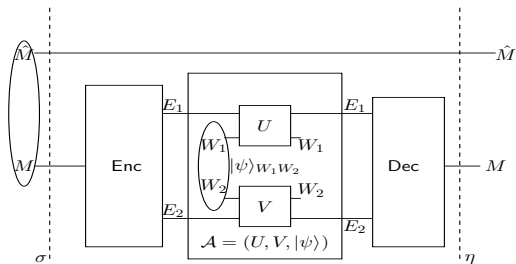 M̂ M̂
E₁ E₁
U
W₁ W₁
M Enc |ψ⟩W₁W₂ Dec M
W₂ W₂
V
E₂ E₂
𝒜 = (U, V, |ψ⟩)
σ η